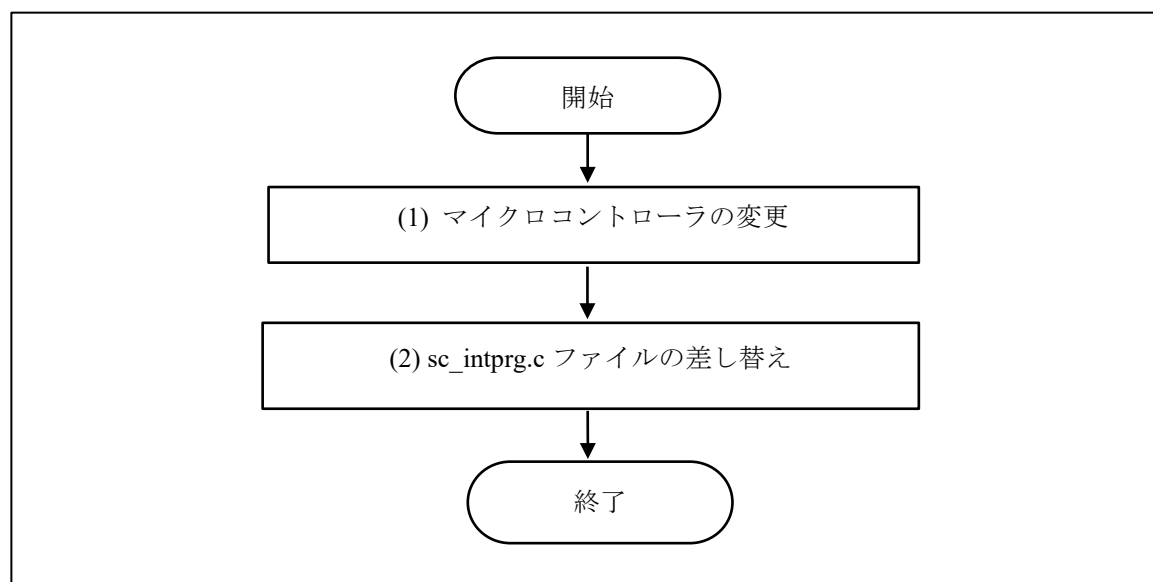 開始
(1) マイクロコントローラの変更
(2) sc_intprg.c ファイルの差し替え
終了